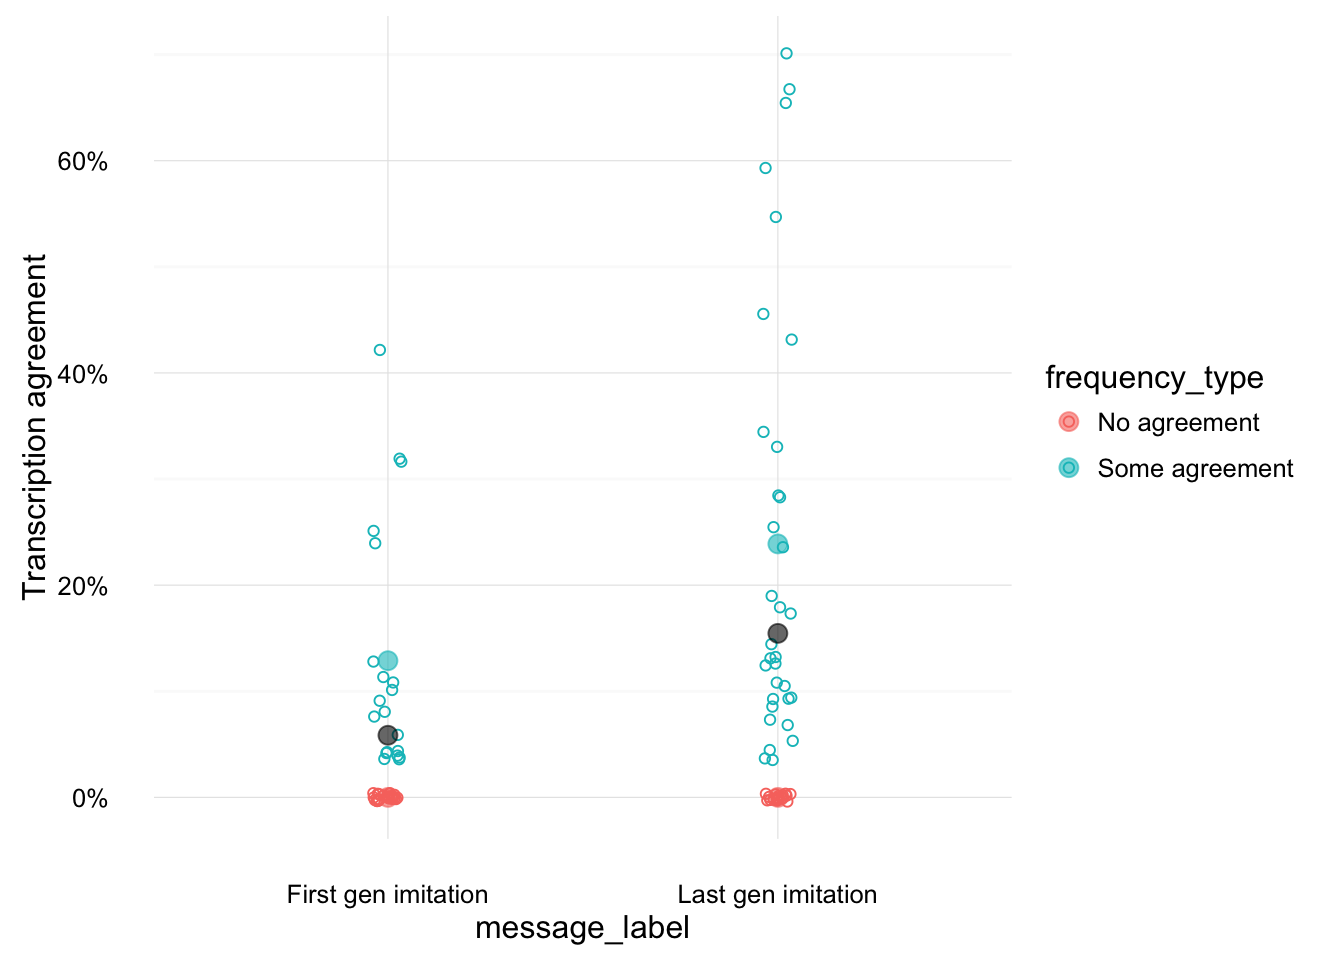 Transcription agreement
60%
40%
20%
0%
First gen imitation
Last gen imitation
message_label
frequency_type
No agreement
Some agreement